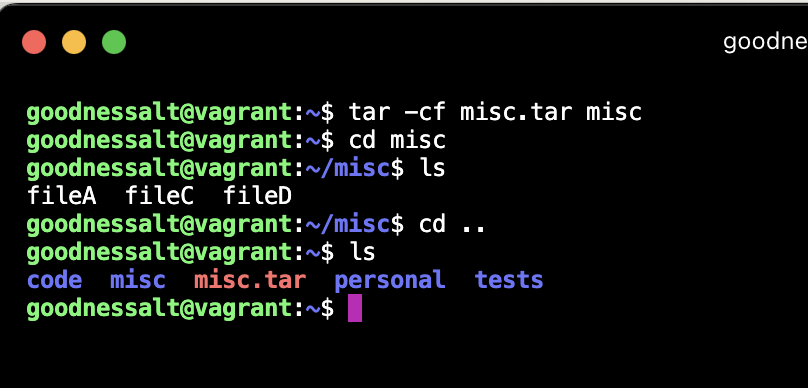 goodne
goodnessalt@vagrant:~$ tar -cf misc.tar misc
goodnessalt@vagrant:~$ cd misc
goodnessalt@vagrant:~/misc$ ls
fileA  fileC  fileD
goodnessalt@vagrant:~/misc$ cd ..
goodnessalt@vagrant:~$ ls
code  misc  misc.tar  personal  tests
goodnessalt@vagrant:~$